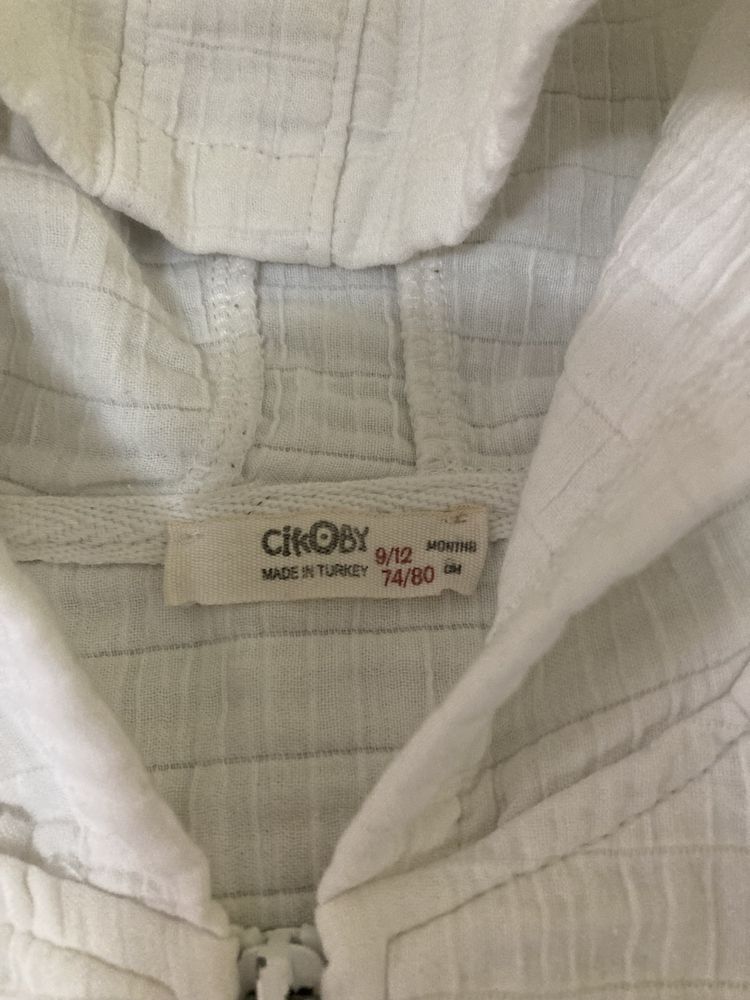 CIKOBY 9/12 MONTHS
MADE IN TURKEY 74/80 CM